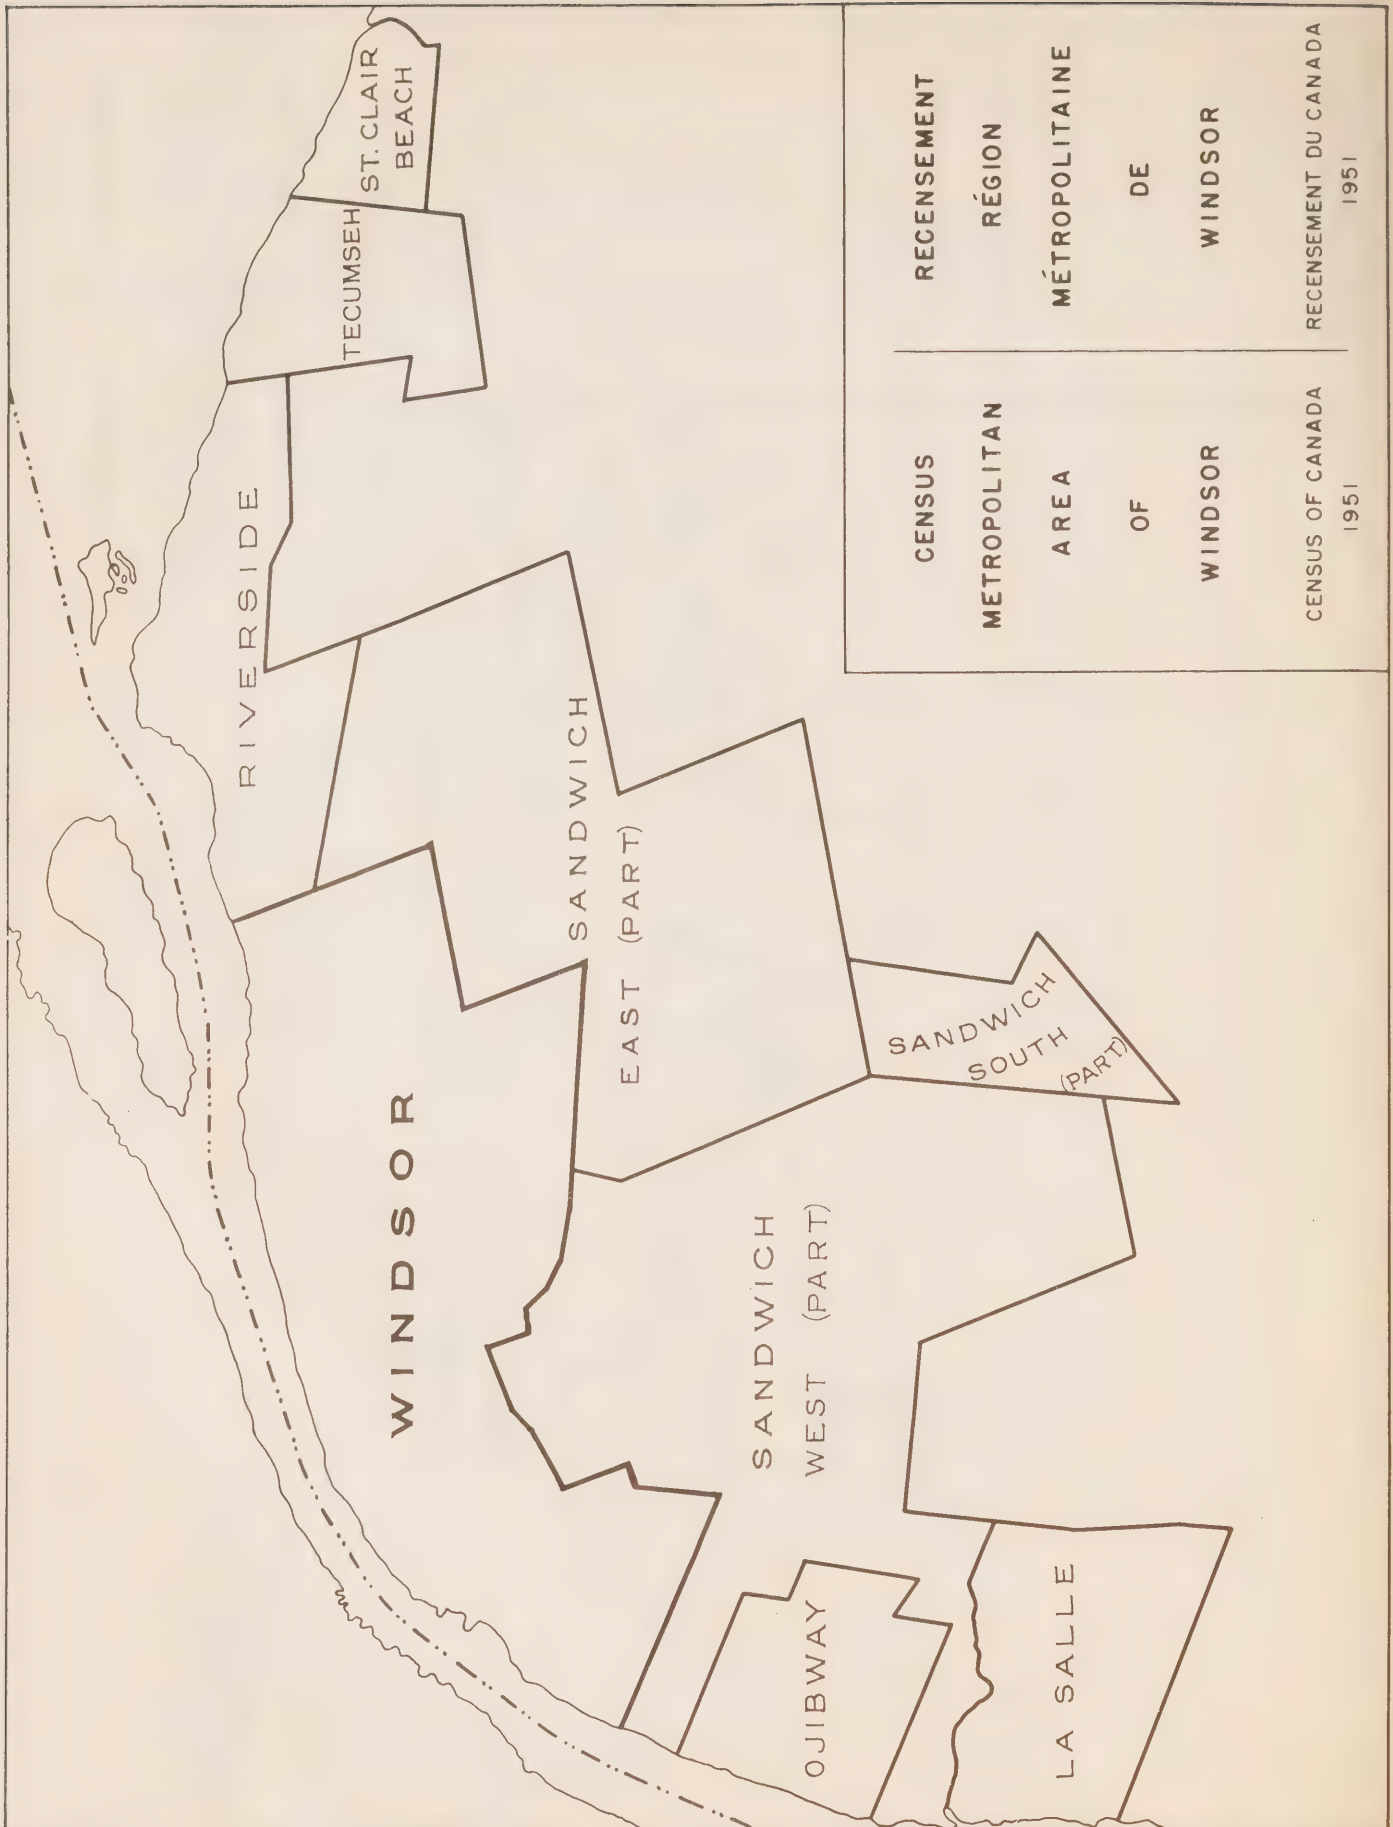 ST. CLAIR
BEACH
TECUMSEH
RIVERSIDE
SANDWICH
EAST (PART)
SANDWICH
SOUTH
(PART)
WINDSOR
SANDWICH
WEST (PART)
OJIBWAY
LA SALLE
CENSUS
METROPOLITAN
AREA
OF
WINDSOR
CENSUS OF CANADA
1951
RECENSEMENT
RÉGION
MÉTROPOLITAINE
DE
WINDSOR
RECENSEMENT DU CANADA
1951